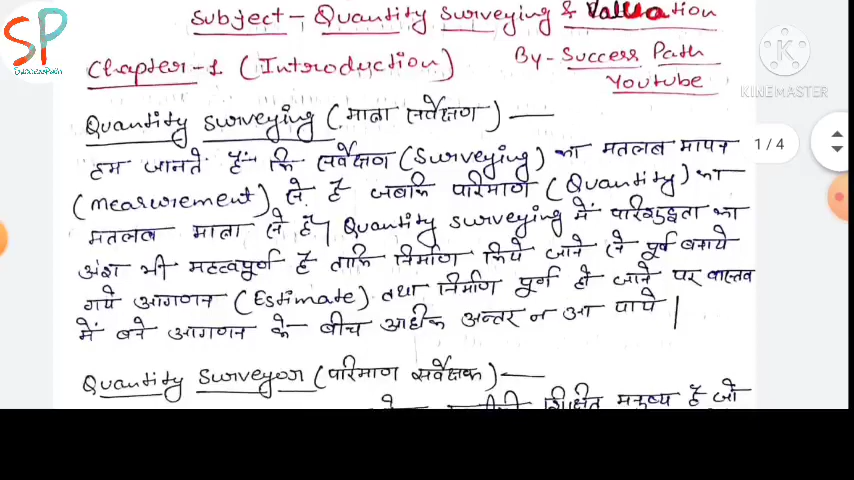 SP
SuccessPath
Subject - Quantity Surveying & Valuation
Chapter-1 (Introduction)
By- Success Path
Youtube
KINEMASTER
1/4
Quantity surveying (मात्रा सर्वेक्षण) —
हम जानते हैं कि सर्वेक्षण (Surveying) का मतलब मापन
(Mearurement) से है जबकि परिमाण (Quantity) का
मतलब मात्रा से है| Quantity surveying में परिशुद्धता का
अंश भी महत्वपूर्ण है ताकि निर्माण किये जाने से पूर्व बनाये
गये आगणन (Estimate) तथा निर्माण पूर्ण हो जाने पर वास्तव
में बने आगणन के बीच अधिक अन्तर न आ पाये |
Quantity Surveyor (परिमाण सर्वेक्षक) —
शिक्षित मनुष्य है जो